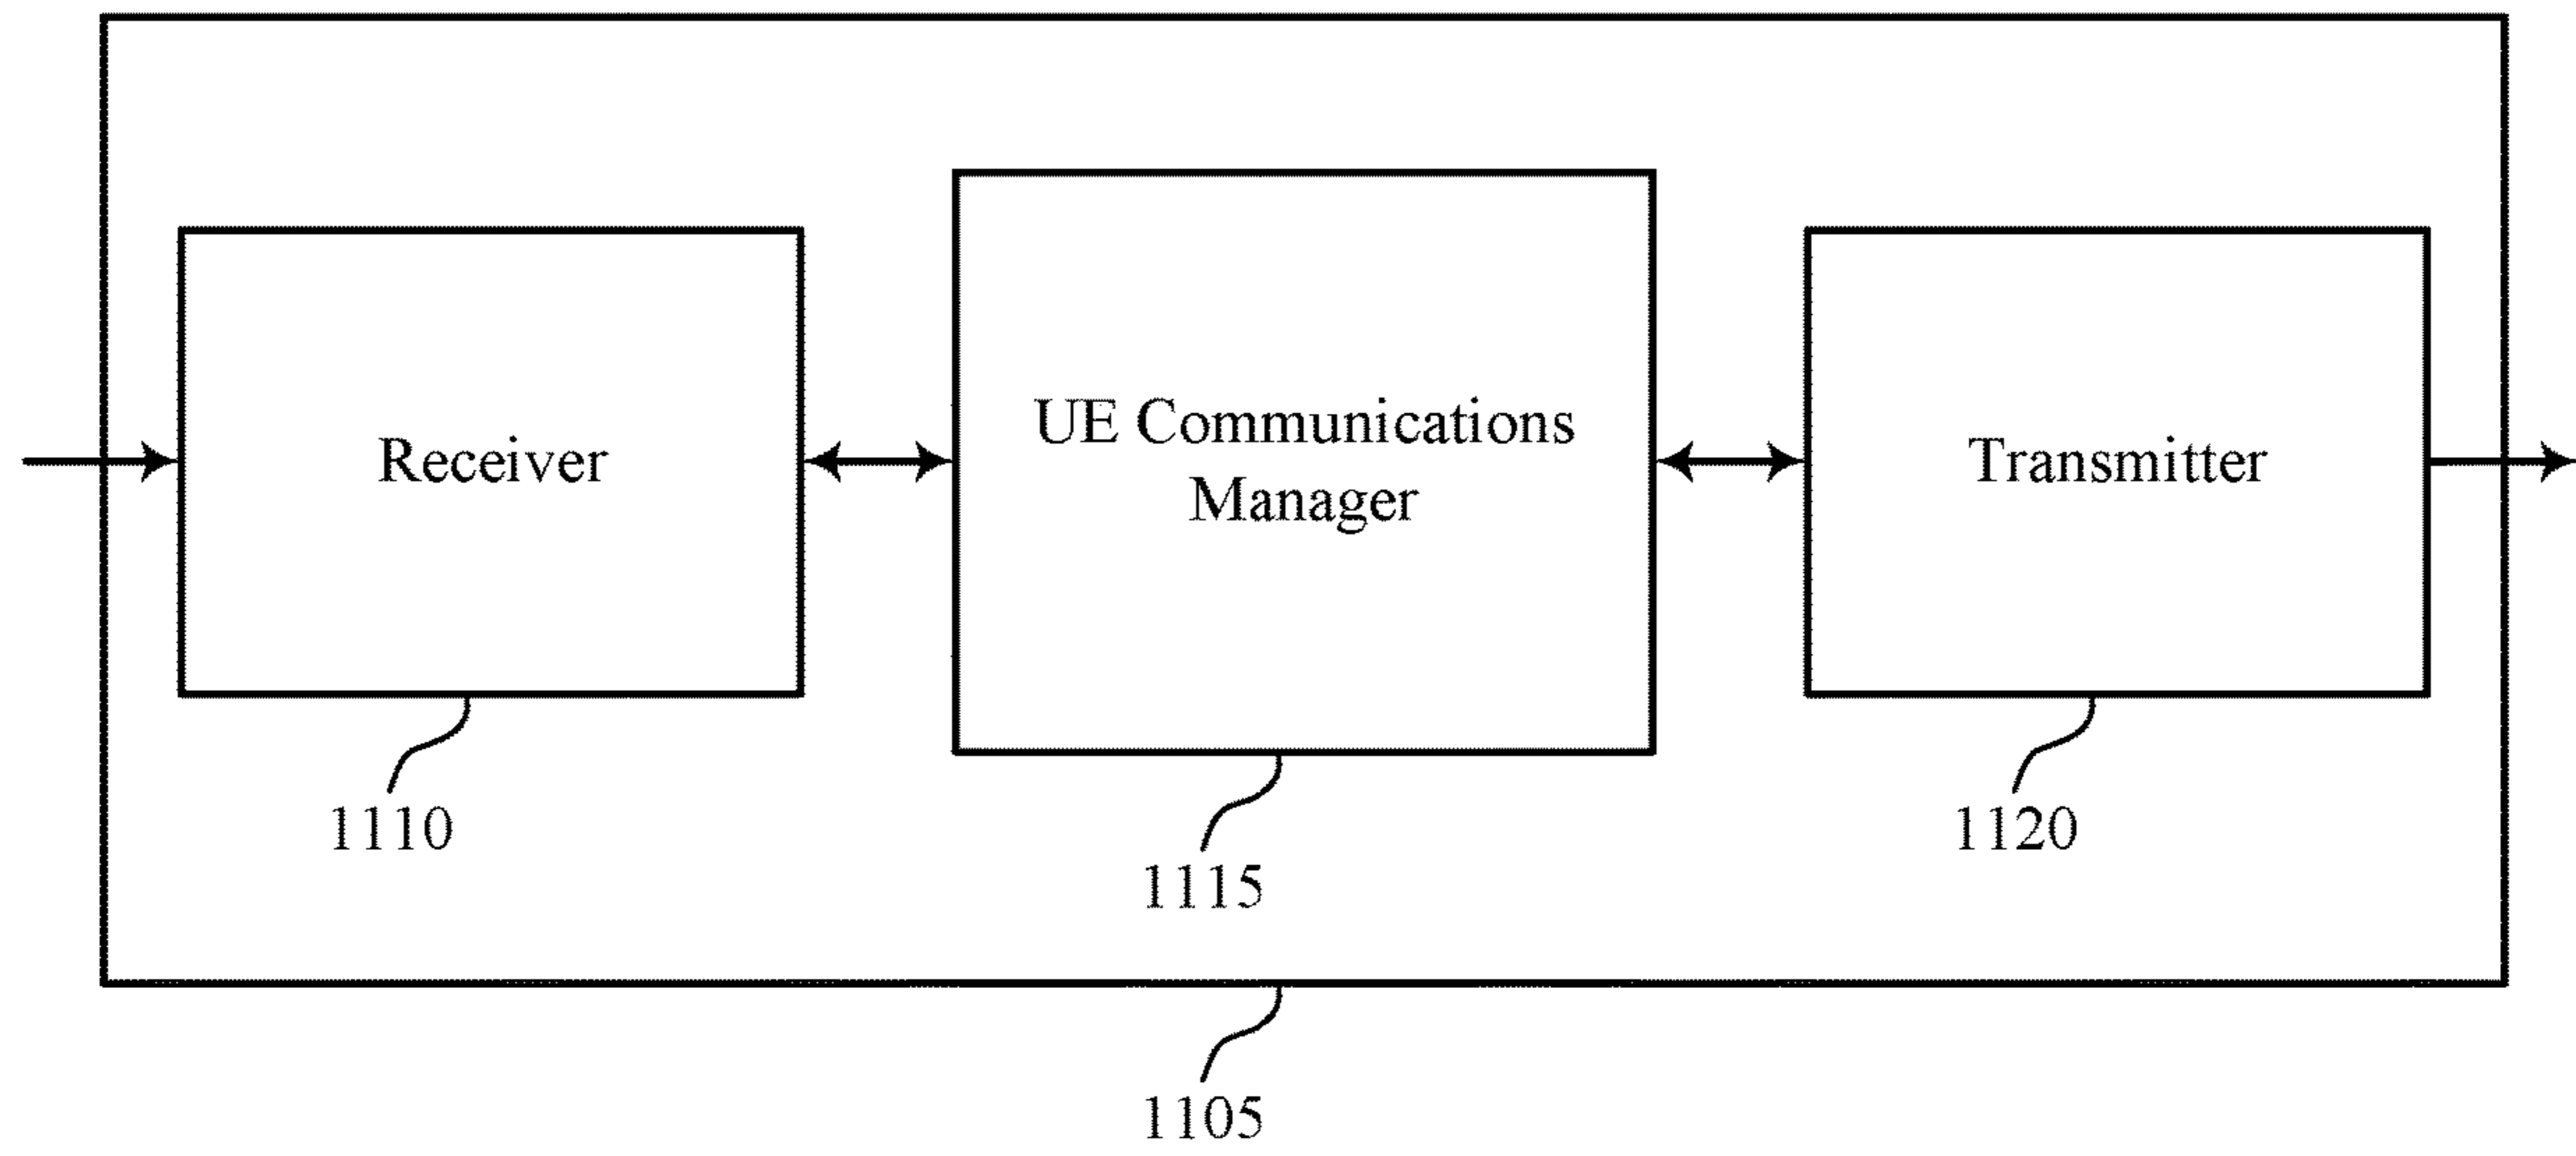 Receiver
UE Communications
Manager
Transmitter
1110
1115
1120
1105